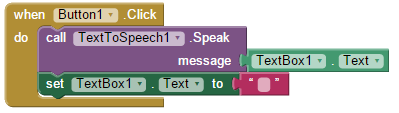 when Button1 .Click
do call TextToSpeech1 .Speak
message TextBox1 . Text
set TextBox1 . Text to " "